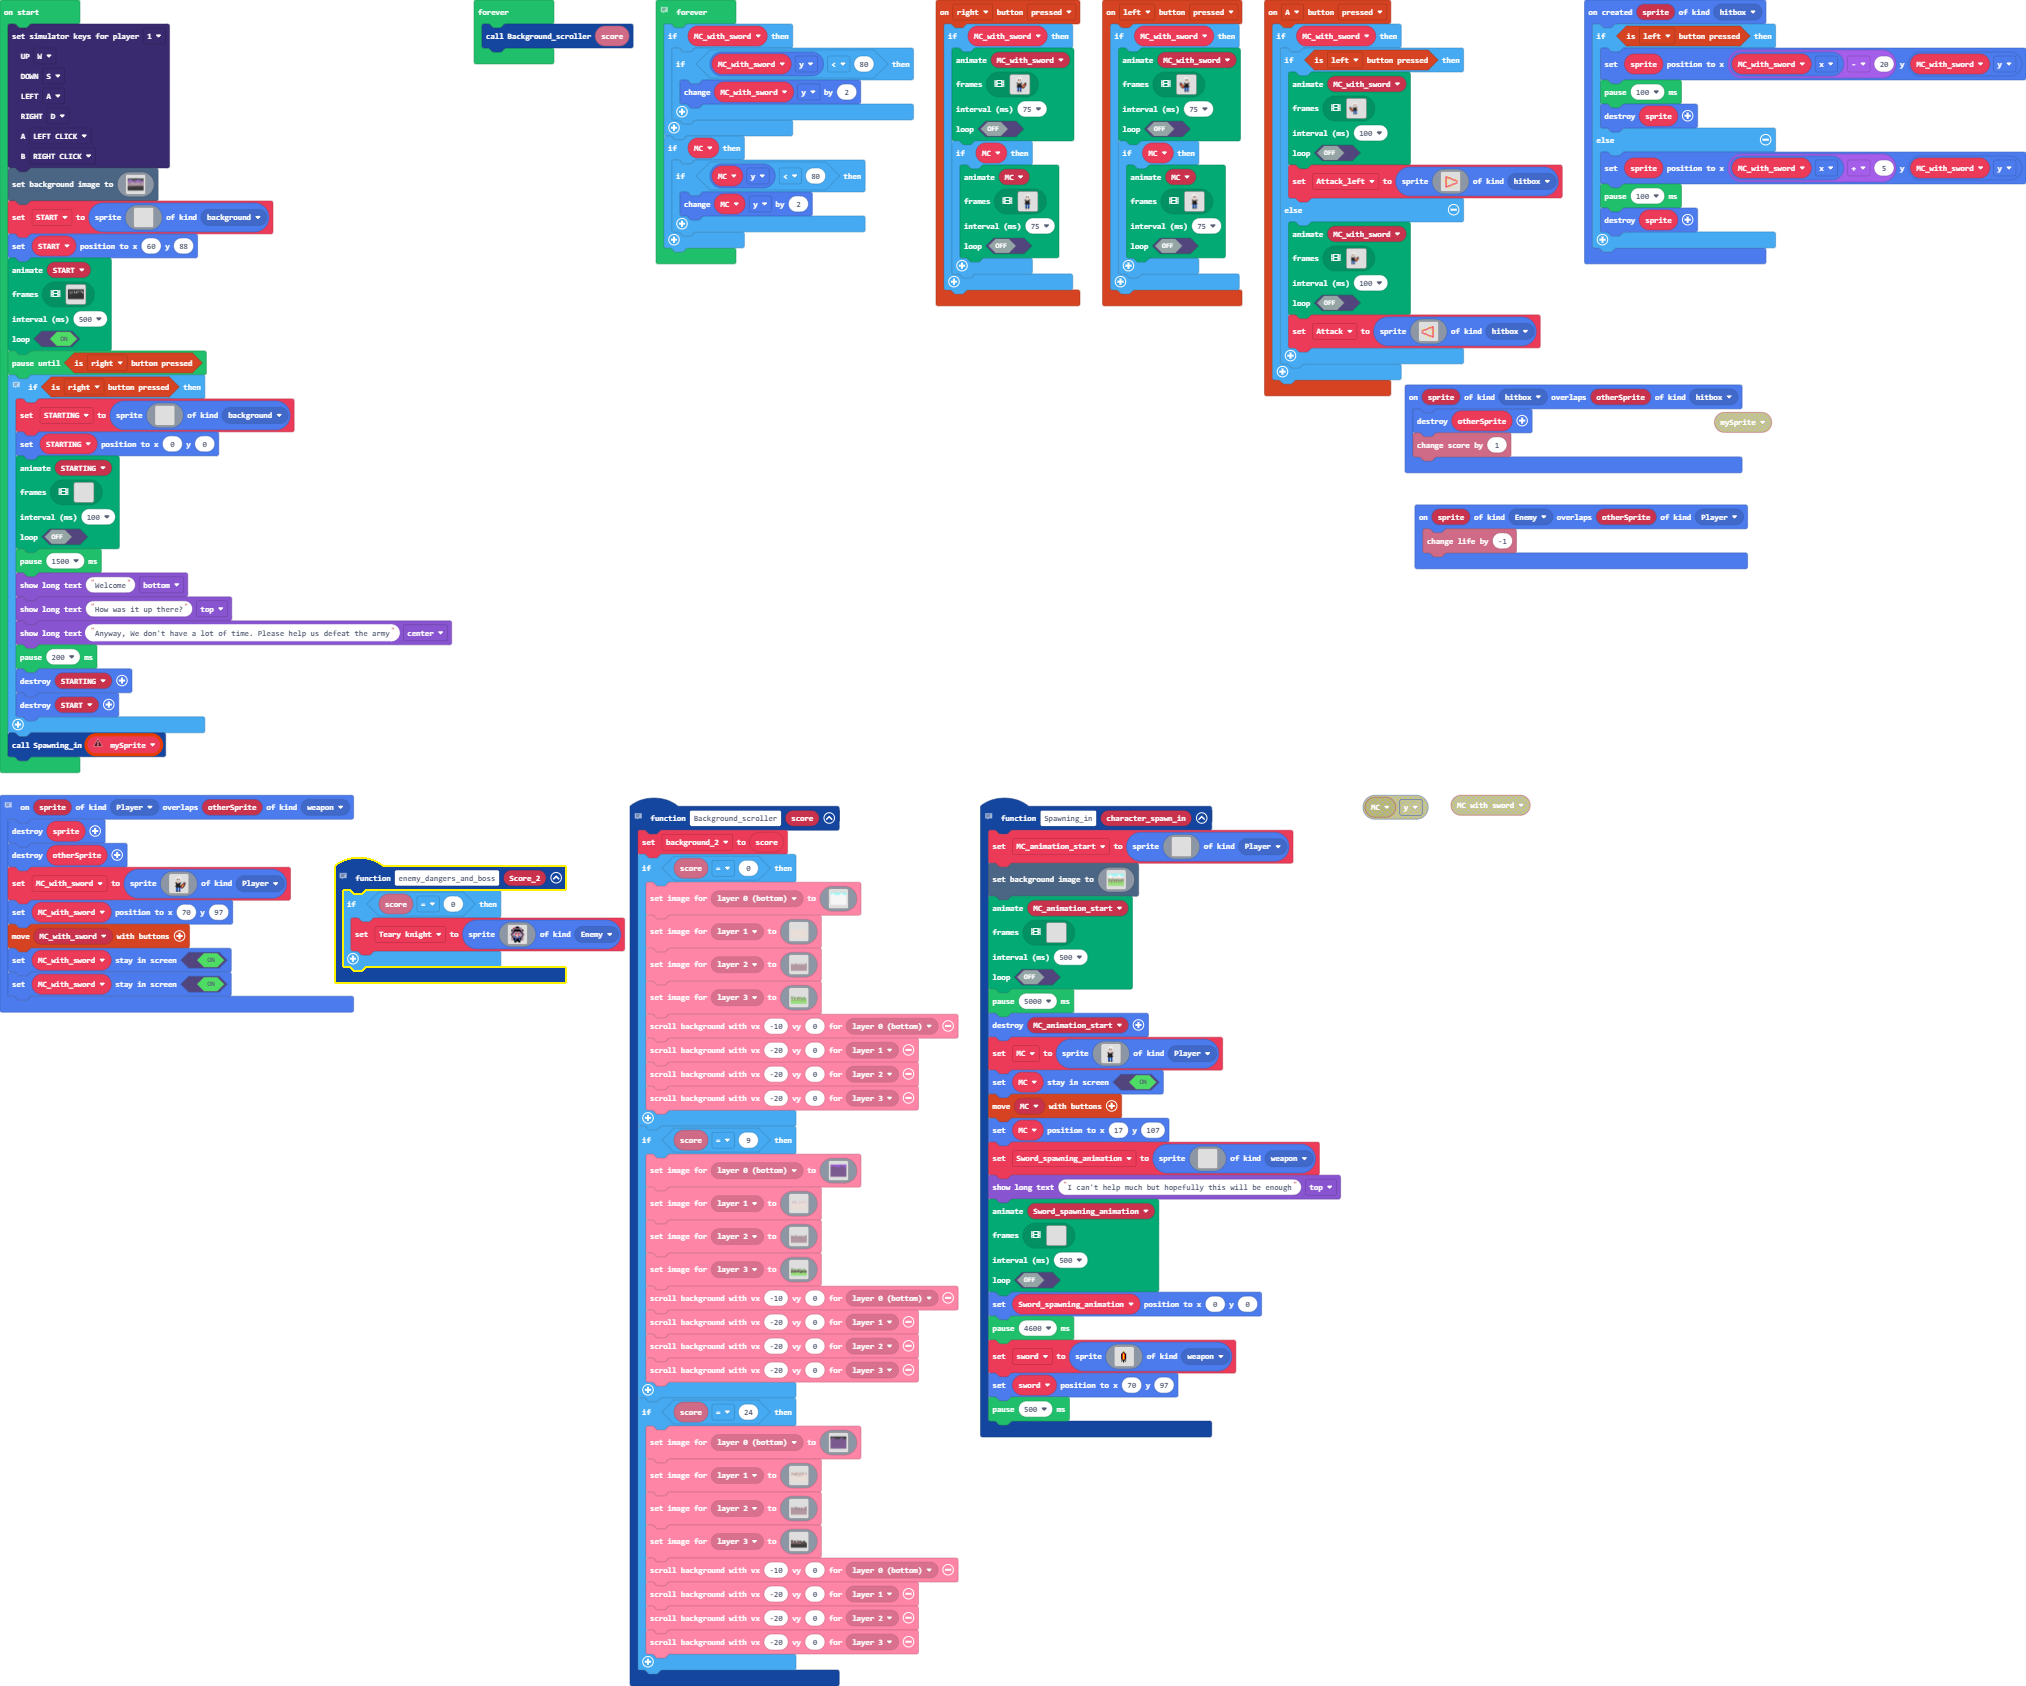 on start
set simulator keys for player 1
UP W
DOWN S
LEFT A
RIGHT D
A LEFT CLICK
B RIGHT CLICK
set background image to
set START to sprite of kind background
set START position to x 60 y 88
animate START
frames
interval (ms) 500
loop ON
pause until is right button pressed
if is right button pressed then
set STARTING to sprite of kind background
set STARTING position to x 0 y 0
animate STARTING
frames
interval (ms) 100
loop OFF
pause 1500 ms
show long text "Welcome" bottom
show long text "How was it up there?" top
show long text "Anyway, We don't have a lot of time. Please help us defeat the army" center
pause 200 ms
destroy STARTING
destroy START
call Spawning_in mySprite
forever
call Background_scroller score
forever
if MC_with_sword then
if MC_with_sword y < 80 then
change MC_with_sword y by 2
if MC then
if MC y < 80 then
change MC y by 2
on right button pressed
if MC_with_sword then
animate MC_with_sword
frames
interval (ms) 75
loop OFF
if MC then
animate MC
frames
interval (ms) 75
loop OFF
on left button pressed
if MC_with_sword then
animate MC_with_sword
frames
interval (ms) 75
loop OFF
if MC then
animate MC
frames
interval (ms) 75
loop OFF
on A button pressed
if MC_with_sword then
if is left button pressed then
animate MC_with_sword
frames
interval (ms) 100
loop OFF
set Attack_left to sprite of kind hitbox
else
animate MC_with_sword
frames
interval (ms) 100
loop OFF
set Attack to sprite of kind hitbox
on created sprite of kind hitbox
if is left button pressed then
set sprite position to x MC_with_sword x - 20 y MC_with_sword y
pause 100 ms
destroy sprite
else
set sprite position to x MC_with_sword x + 5 y MC_with_sword y
pause 100 ms
destroy sprite
on sprite of kind hitbox overlaps otherSprite of kind hitbox
destroy otherSprite
change score by 1
mySprite
on sprite of kind Enemy overlaps otherSprite of kind Player
change life by -1
on sprite of kind Player overlaps otherSprite of kind weapon
destroy sprite
destroy otherSprite
set MC_with_sword to sprite of kind Player
set MC_with_sword position to x 70 y 97
move MC_with_sword with buttons
set MC_with_sword stay in screen ON
set MC_with_sword stay in screen ON
function enemy_dangers_and_boss Score_2
if score = 0 then
set Teary knight to sprite of kind Enemy
function Background_scroller score
set background_2 to score
if score = 0 then
set image for layer 0 (bottom) to
set image for layer 1 to
set image for layer 2 to
set image for layer 3 to
scroll background with vx -10 vy 0 for layer 0 (bottom)
scroll background with vx -20 vy 0 for layer 1
scroll background with vx -20 vy 0 for layer 2
scroll background with vx -20 vy 0 for layer 3
if score = 9 then
set image for layer 0 (bottom) to
set image for layer 1 to
set image for layer 2 to
set image for layer 3 to
scroll background with vx -10 vy 0 for layer 0 (bottom)
scroll background with vx -20 vy 0 for layer 1
scroll background with vx -20 vy 0 for layer 2
scroll background with vx -20 vy 0 for layer 3
if score = 24 then
set image for layer 0 (bottom) to
set image for layer 1 to
set image for layer 2 to
set image for layer 3 to
scroll background with vx -10 vy 0 for layer 0 (bottom)
scroll background with vx -20 vy 0 for layer 1
scroll background with vx -20 vy 0 for layer 2
scroll background with vx -20 vy 0 for layer 3
function Spawning_in character_spawn_in
set MC_animation_start to sprite of kind Player
set background image to
animate MC_animation_start
frames
interval (ms) 500
loop OFF
pause 5000 ms
destroy MC_animation_start
set MC to sprite of kind Player
set MC stay in screen ON
move MC with buttons
set MC position to x 17 y 107
set Sword_spawning_animation to sprite of kind weapon
show long text "I can't help much but hopefully this will be enough" top
animate Sword_spawning_animation
frames
interval (ms) 500
loop OFF
set Sword_spawning_animation position to x 0 y 0
pause 4600 ms
set sword to sprite of kind weapon
set sword position to x 70 y 97
pause 500 ms
MC y
MC with sword